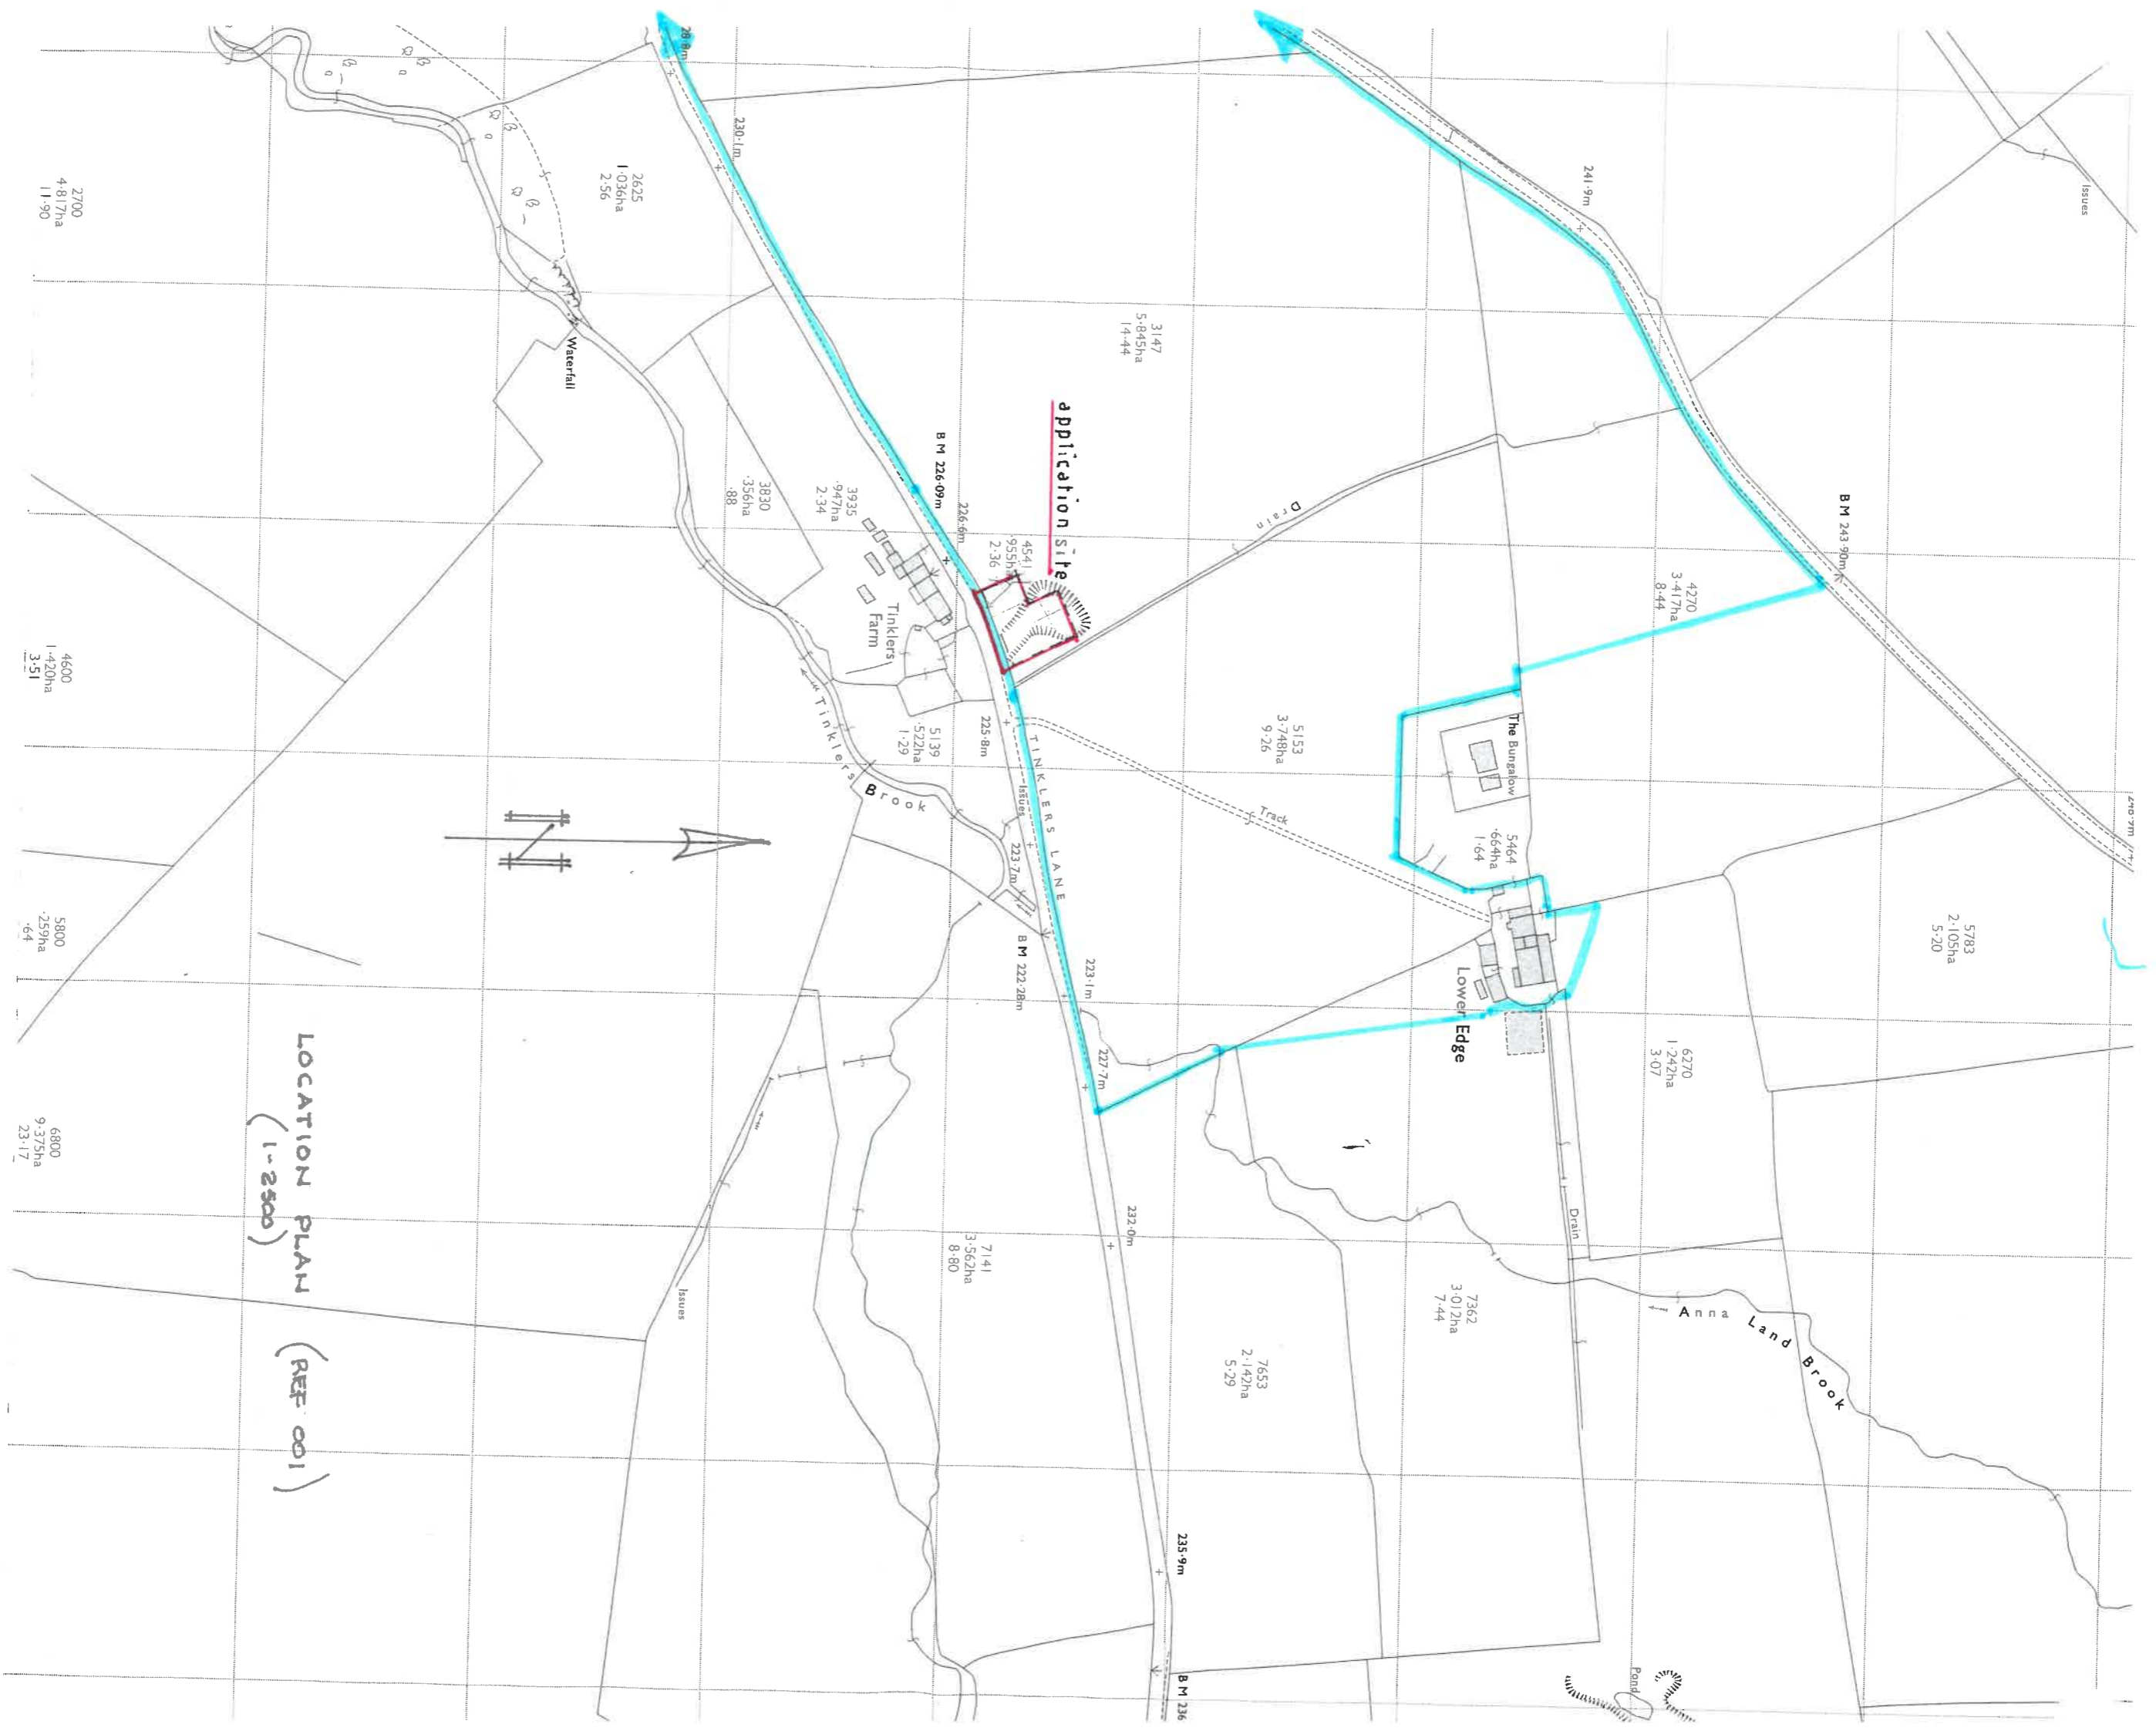 28·8m
230·1m
2625
1·036ha
2·56
2700
4·817ha
11·90
Waterfall
241·9m
Issues
3147
5·845ha
14·44
application site
B M 226·09m
226·6m
4541
·955ha
2·36
3935
·947ha
2·34
3830
·356ha
·88
Tinklers
Farm
Drain
B M 243·90m
4270
3·417ha
8·44
4600
1·420ha
3·51
Tinklers
Brook
5139
·522ha
1·29
225·8m
TINKLERS LANE
Issues
223·7m
5153
3·748ha
9·26
The Bungalow
Track
5464
·664ha
1·64
Lower Edge
5783
2·105ha
5·20
5800
·259ha
·64
B M 222·28m
223·1m
227·7m
6270
1·242ha
3·07
6800
9·375ha
23·17
N
LOCATION PLAN (REF 001)
(1-2500)
232·0m
7141
3·562ha
8·80
Issues
Drain
7362
3·012ha
7·44
7653
2·142ha
5·29
Anna Land Brook
235·9m
B M 236
Pond